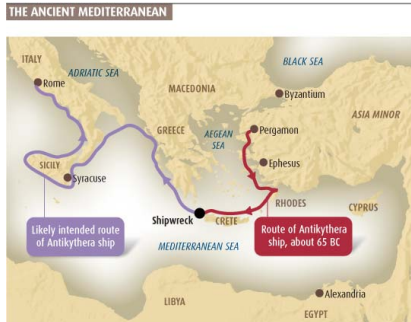 THE ANCIENT MEDITERRANEAN
ITALY
Rome
ADRIATIC SEA
BLACK SEA
MACEDONIA
Byzantium
ASIA MINOR
GREECE
AEGEAN
SEA
Pergamon
Ephesus
SICILY
Syracuse
RHODES
CYPRUS
Shipwreck
CRETE
Likely intended route
of Antikythera ship
Route of Antikythera
ship, about 65 BC
MEDITERRANEAN SEA
Alexandria
LIBYA
EGYPT